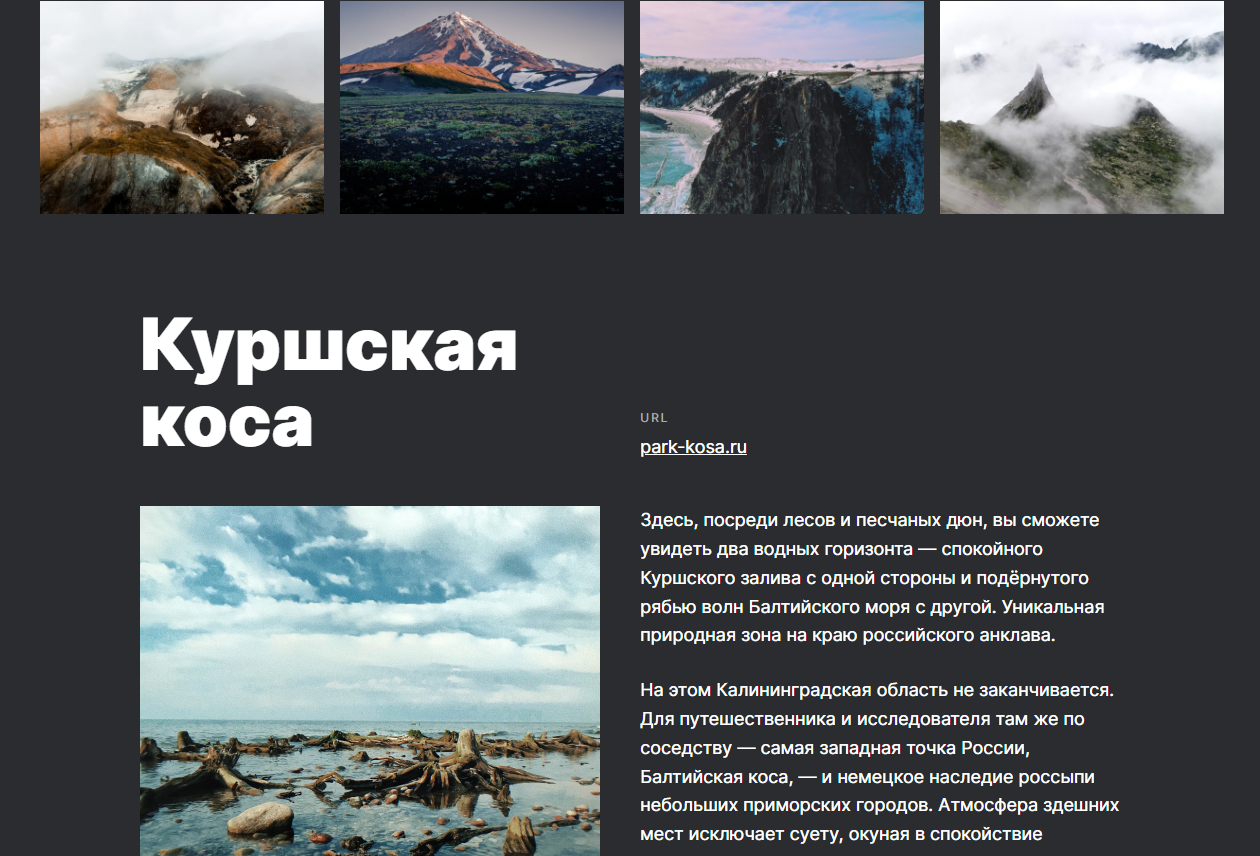 Куршская
коса
URL
park-kosa.ru
Здесь, посреди лесов и песчаных дюн, вы сможете
увидеть два водных горизонта — спокойного
Куршского залива с одной стороны и подёрнутого
рябью волн Балтийского моря с другой. Уникальная
природная зона на краю российского анклава.
На этом Калининградская область не заканчивается.
Для путешественника и исследователя там же по
соседству — самая западная точка России,
Балтийская коса, — и немецкое наследие россыпи
небольших приморских городов. Атмосфера здешних
мест исключает суету, окуная в спокойствие